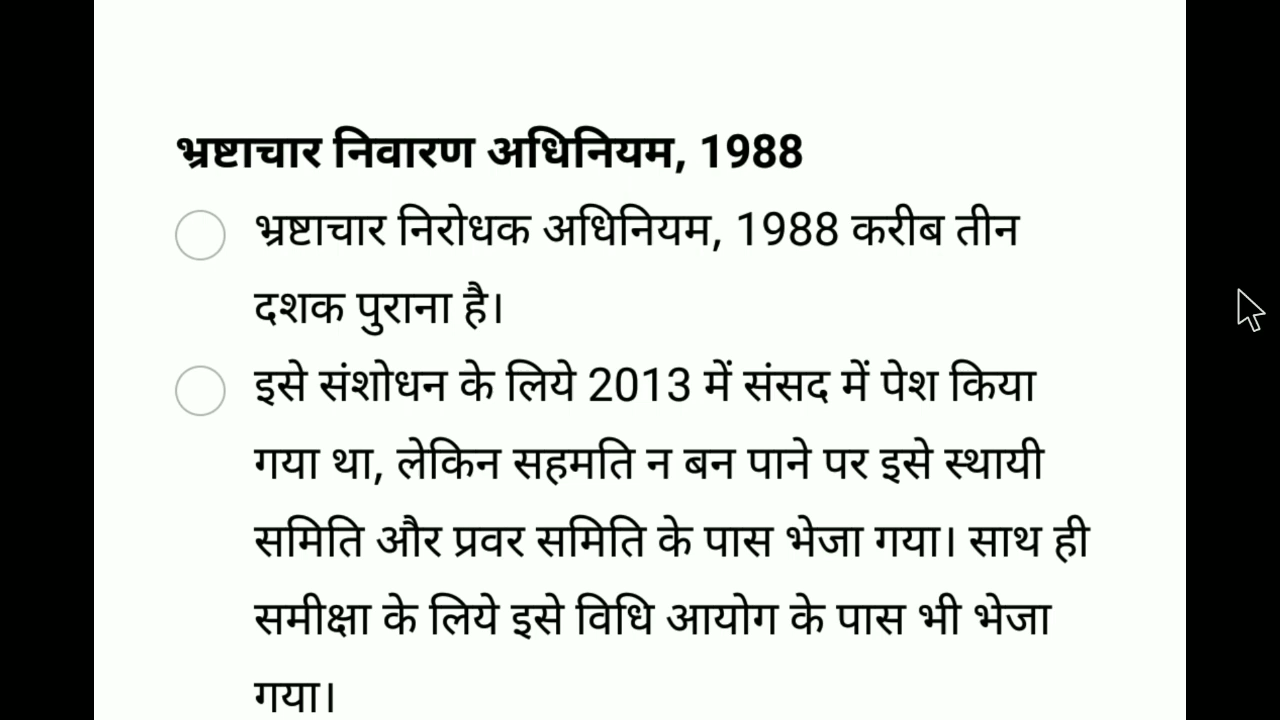 भ्रष्टाचार निवारण अधिनियम, 1988
भ्रष्टाचार निरोधक अधिनियम, 1988 करीब तीन
दशक पुराना है।
इसे संशोधन के लिये 2013 में संसद में पेश किया
गया था, लेकिन सहमति न बन पाने पर इसे स्थायी
समिति और प्रवर समिति के पास भेजा गया। साथ ही
समीक्षा के लिये इसे विधि आयोग के पास भी भेजा
गया।